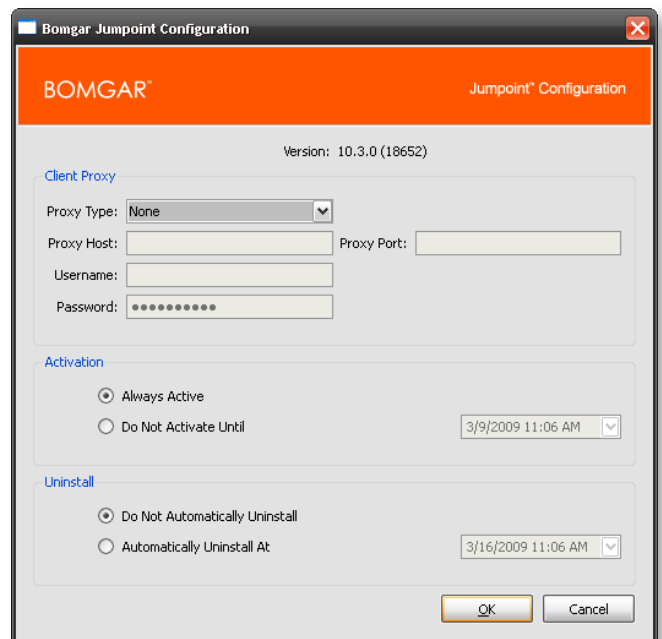 Bomgar Jumpoint Configuration
BOMGAR™
Jumpoint™ Configuration
Version: 10.3.0 (18652)
Client Proxy
Proxy Type: None
Proxy Host: Proxy Port:
Username:
Password: ••••••••••
Activation
Always Active
Do Not Activate Until 3/9/2009 11:06 AM
Uninstall
Do Not Automatically Uninstall
Automatically Uninstall At 3/16/2009 11:06 AM
OK Cancel